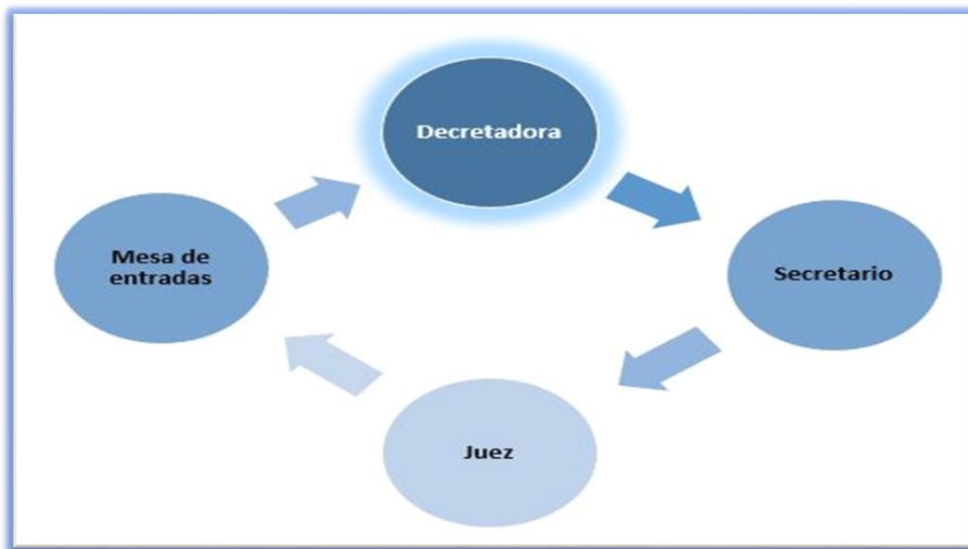 Decretadora
Mesa de
entradas
Secretario
Juez